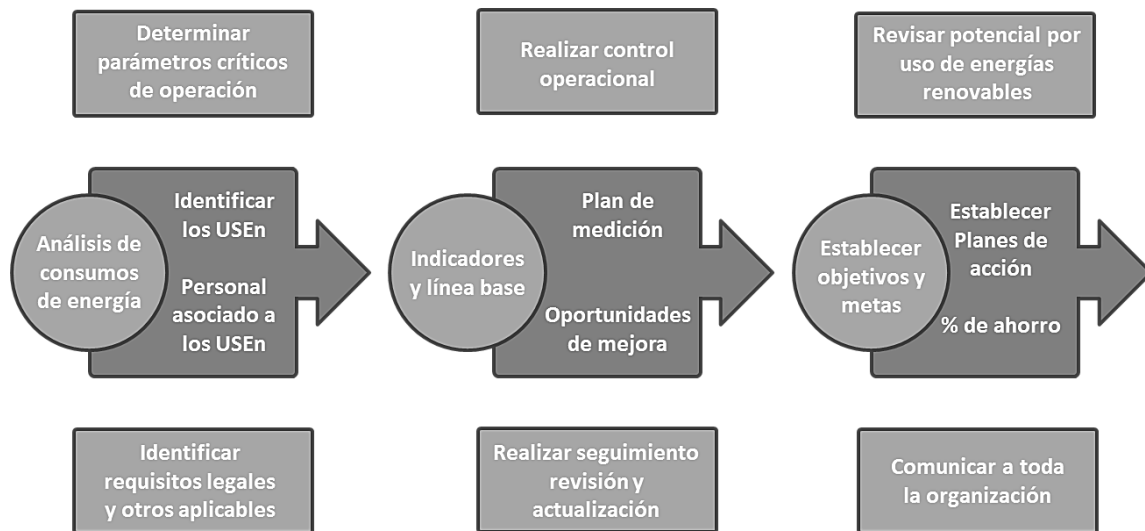 Determinar
parámetros críticos
de operación
Realizar control
operacional
Revisar potencial por
uso de energías
renovables
Análisis de
consumos
de energía
Identificar
los USEn
Personal
asociado a
los USEn
Indicadores
y línea base
Plan de
medición
Oportunidades
de mejora
Establecer
objetivos y
metas
Establecer
Planes de
acción
% de ahorro
Identificar
requisitos legales
y otros aplicables
Realizar seguimiento
revisión y
actualización
Comunicar a toda
la organización